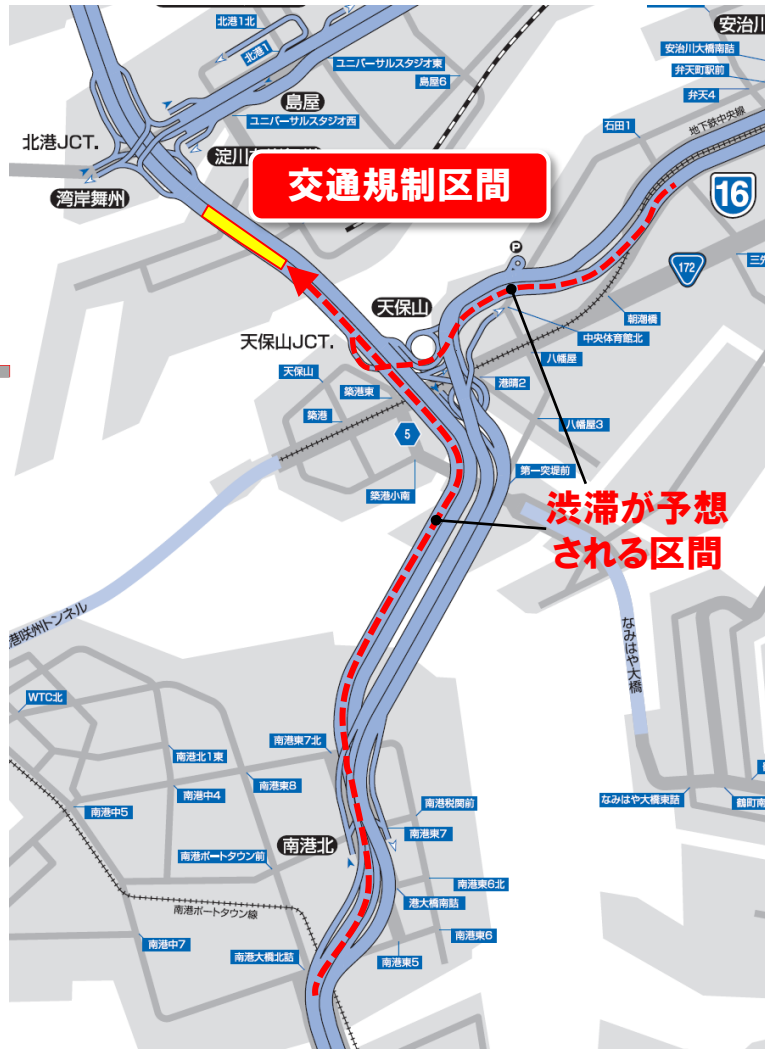 北港1北
安治川
北港1
安治川大橋南詰
ユニバーサルスタジオ東
弁天町駅前
島屋6
弁天4
島屋
ユニバーサルスタジオ西
石田1
地下鉄中央線
北港JCT.
淀川
交通規制区間
湾岸舞州
16
P
172
天保山
朝潮橋
天保山JCT.
中央体育館北
八幡屋
天保山
築港東
港晴2
築港
八幡屋3
5
第一突堤前
築港小南
渋滞が予想
される区間
港咲州トンネル
なみはや大橋
WTC北
南港東7北
南港北1東
南港東8
南港中4
南港中5
南港税関前
なみはや大橋東詰
鶴町南
南港東7
南港北
南港ポートタウン前
南港東6北
港大橋南詰
南港ポートタウン線
南港東6
南港中7
南港大橋北詰
南港東5